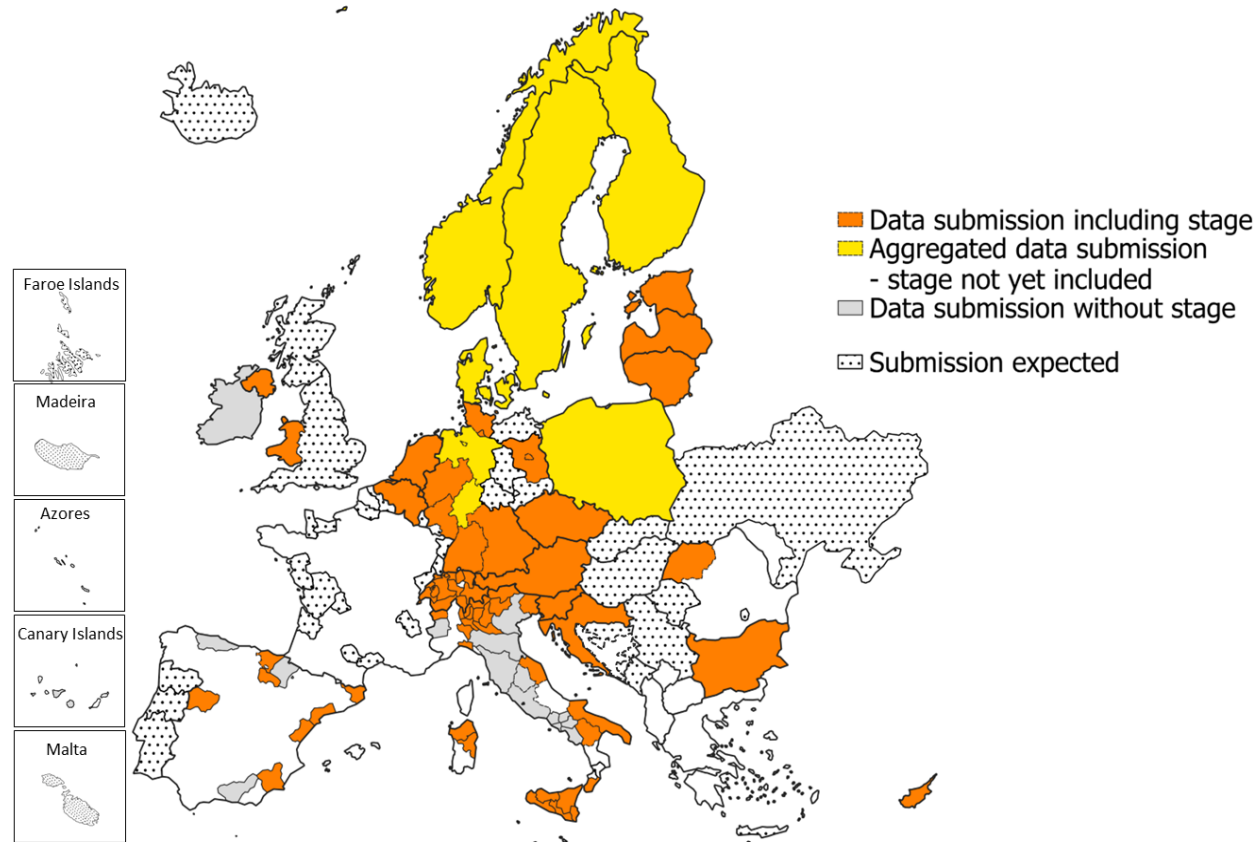 Data submission including stage
Aggregated data submission
- stage not yet included
Data submission without stage
Submission expected
Faroe Islands
Madeira
Azores
Canary Islands
Malta